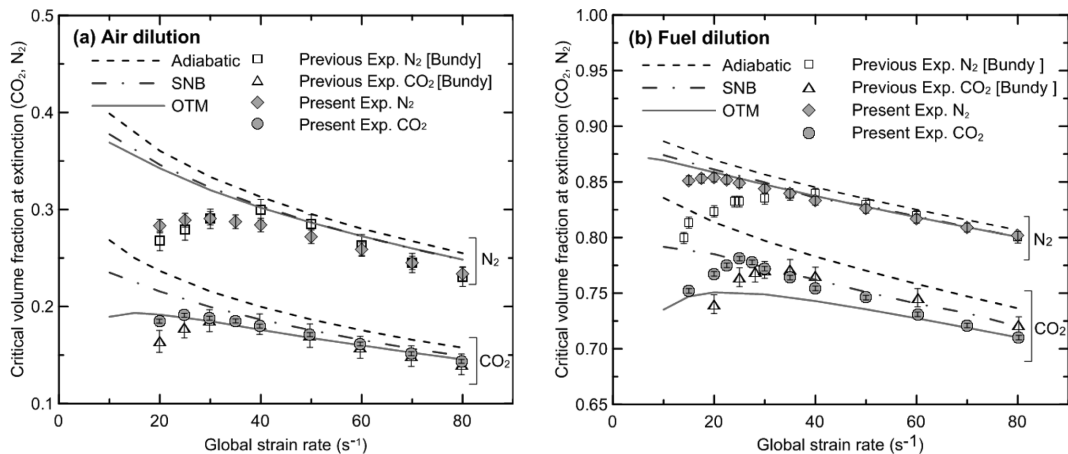 (a) Air dilution
Adiabatic
SNB
OTM
Previous Exp. N₂ [Bundy]
Previous Exp. CO₂ [Bundy]
Present Exp. N₂
Present Exp. CO₂
Critical volume fraction at extinction (CO₂, N₂)
0.5
0.4
0.3
0.2
0.1
0 20 40 60 80
Global strain rate (s⁻¹)
N₂
CO₂
(b) Fuel dilution
Adiabatic
SNB
OTM
Previous Exp. N₂ [Bundy ]
Previous Exp. CO₂ [Bundy ]
Present Exp. N₂
Present Exp. CO₂
Critical volume fraction at extinction (CO₂, N₂)
1.00
0.95
0.90
0.85
0.80
0.75
0.70
0.65
0 20 40 60 80
Global strain rate (s⁻¹)
N₂
CO₂